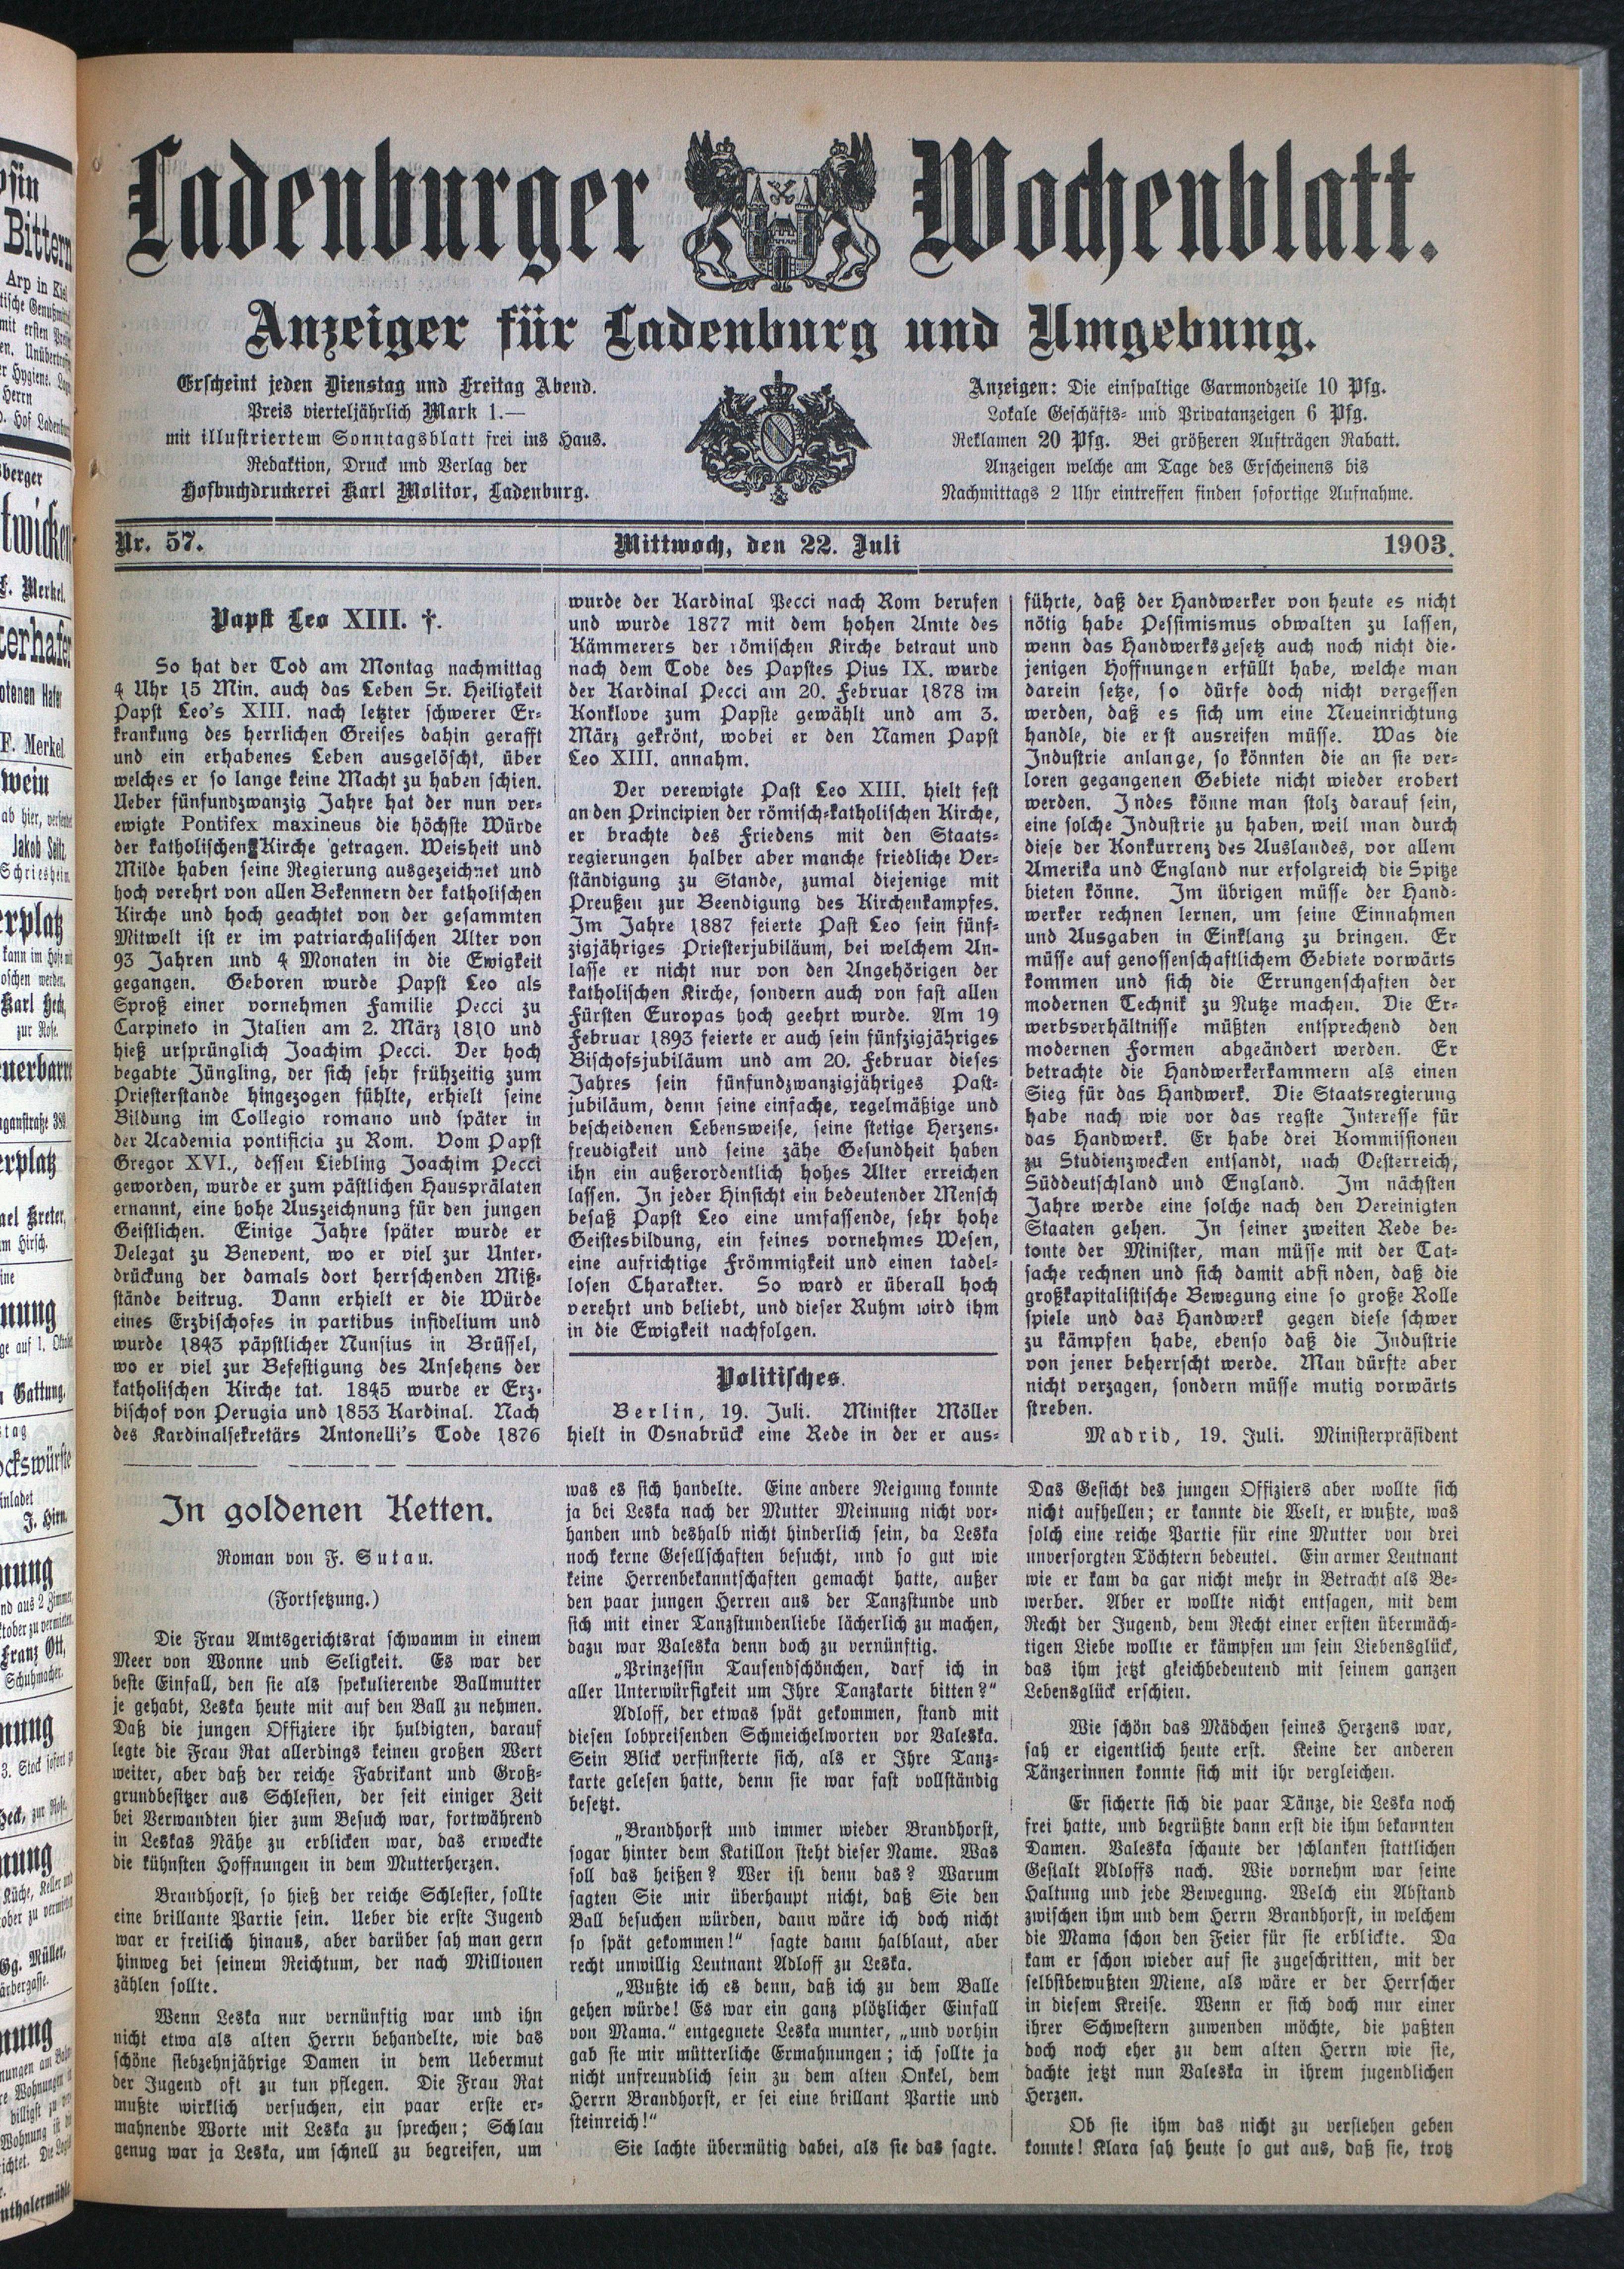 Ladenburger Wochenblatt.
Anzeiger für Ladenburg und Umgebung.
Erscheint jeden Dienstag und Freitag Abend.
Preis vierteljährlich Mark 1.—
mit illustriertem Sonntagsblatt frei ins Haus.
Redaktion, Druck und Verlag der
Hofbuchdruckerei Karl Molitor, Ladenburg.
Anzeigen: Die einspaltige Garmondzeile 10 Pfg.
Lokale Geschäfts- und Privatanzeigen 6 Pfg.
Reklamen 20 Pfg. Bei größeren Aufträgen Rabatt.
Anzeigen welche am Tage des Erscheinens bis
Nachmittags 2 Uhr eintreffen finden sofortige Aufnahme.
Nr. 57. Mittwoch, den 22. Juli 1903.
Papst Leo XIII. †.
So hat der Tod am Montag nachmittag
4 Uhr 15 Min. auch das Leben Sr. Heiligkeit
Papst Leo's XIII. nach letzter schwerer Er-
krankung des herrlichen Greises dahin gerafft
und ein erhabenes Leben ausgelöscht, über
welches er so lange keine Macht zu haben schien.
Ueber fünfundzwanzig Jahre hat der nun ver-
ewigte Pontifex maxineus die höchste Würde
der katholischen Kirche getragen. Weisheit und
Milde haben seine Regierung ausgezeichnet und
hoch verehrt von allen Bekennern der katholischen
Kirche und hoch geachtet von der gesammten
Mitwelt ist er im patriarchalischen Alter von
93 Jahren und 4 Monaten in die Ewigkeit
gegangen. Geboren wurde Papst Leo als
Sproß einer vornehmen Familie Pecci zu
Carpineto in Italien am 2. März 1810 und
hieß ursprünglich Joachim Pecci. Der hoch
begabte Jüngling, der sich sehr frühzeitig zum
Priesterstande hingezogen fühlte, erhielt seine
Bildung im Collegio romano und später in
der Academia pontificia zu Rom. Vom Papst
Gregor XVI., dessen Liebling Joachim Pecci
geworden, wurde er zum pästlichen Hausprälaten
ernannt, eine hohe Auszeichnung für den jungen
Geistlichen. Einige Jahre später wurde er
Delegat zu Benevent, wo er viel zur Unter-
drückung der damals dort herrschenden Miß-
stände beitrug. Dann erhielt er die Würde
eines Erzbischofes in partibus infidelium und
wurde 1843 päpstlicher Nunsius in Brüssel,
wo er viel zur Befestigung des Ansehens der
katholischen Kirche tat. 1845 wurde er Erz-
bischof von Perugia und 1853 Kardinal. Nach
des Kardinalsekretärs Antonelli's Tode 1876
wurde der Kardinal Pecci nach Rom berufen
und wurde 1877 mit dem hohen Amte des
Kämmerers der römischen Kirche betraut und
nach dem Tode des Papstes Pius IX. wurde
der Kardinal Pecci am 20. Februar 1878 im
Konklove zum Papste gewählt und am 3.
März gekrönt, wobei er den Namen Papst
Leo XIII. annahm.
Der verewigte Past Leo XIII. hielt fest
an den Principien der römisch-katholischen Kirche,
er brachte des Friedens mit den Staats-
regierungen halber aber manche friedliche Ver-
ständigung zu Stande, zumal diejenige mit
Preußen zur Beendigung des Kirchenkampfes.
Im Jahre 1887 feierte Past Leo sein fünf-
zigjähriges Priesterjubiläum, bei welchem An-
lasse er nicht nur von den Angehörigen der
katholischen Kirche, sondern auch von fast allen
Fürsten Europas hoch geehrt wurde. Am 19
Februar 1893 feierte er auch sein fünfzigjähriges
Bischofsjubiläum und am 20. Februar dieses
Jahres sein fünfundzwanzigjähriges Past-
jubiläum, denn seine einfache, regelmäßige und
bescheidenen Lebensweise, seine stetige Herzens-
freudigkeit und seine zähe Gesundheit haben
ihn ein außerordentlich hohes Alter erreichen
lassen. In jeder Hinsicht ein bedeutender Mensch
besaß Papst Leo eine umfassende, sehr hohe
Geistesbildung, ein feines vornehmes Wesen,
eine aufrichtige Frömmigkeit und einen tadel-
losen Charakter. So ward er überall hoch
verehrt und beliebt, und dieser Ruhm wird ihm
in die Ewigkeit nachfolgen.
Politisches.
Berlin, 19. Juli. Minister Möller
hielt in Osnabrück eine Rede in der er aus-
führte, daß der Handwerker von heute es nicht
nötig habe Pessimismus obwalten zu lassen,
wenn das Handwerksgesetz auch noch nicht die-
jenigen Hoffnungen erfüllt habe, welche man
darein setze, so dürfe doch nicht vergessen
werden, daß es sich um eine Neueinrichtung
handle, die erst ausreifen müsse. Was die
Industrie anlange, so könnten die an sie ver-
loren gegangenen Gebiete nicht wieder erobert
werden. Indes könne man stolz darauf sein,
eine solche Industrie zu haben, weil man durch
diese der Konkurrenz des Auslandes, vor allem
Amerika und England nur erfolgreich die Spitze
bieten könne. Im übrigen müsse der Hand-
werker rechnen lernen, um seine Einnahmen
und Ausgaben in Einklang zu bringen. Er
müsse auf genossenschaftlichem Gebiete vorwärts
kommen und sich die Errungenschaften der
modernen Technik zu Nutze machen. Die Er-
werbsverhältnisse müßten entsprechend den
modernen Formen abgeändert werden. Er
betrachte die Handwerkerkammern als einen
Sieg für das Handwerk. Die Staatsregierung
habe nach wie vor das regste Interesse für
das Handwerk. Er habe drei Kommissionen
zu Studienzwecken entsandt, nach Oesterreich,
Süddeutschland und England. Im nächsten
Jahre werde eine solche nach den Vereinigten
Staaten gehen. In seiner zweiten Rede be-
tonte der Minister, man müsse mit der Tat-
sache rechnen und sich damit abfinden, daß die
großkapitalistische Bewegung eine so große Rolle
spiele und das Handwerk gegen diese schwer
zu kämpfen habe, ebenso daß die Industrie
von jener beherrscht werde. Man dürfte aber
nicht verzagen, sondern müsse mutig vorwärts
streben.
Madrid, 19. Juli. Ministerpräsident
In goldenen Ketten.
Roman von F. Sutau.
(Fortsetzung.)
Die Frau Amtsgerichtsrat schwamm in einem
Meer von Wonne und Seligkeit. Es war der
beste Einfall, den sie als spekulierende Ballmutter
je gehabt, Leska heute mit auf den Ball zu nehmen.
Daß die jungen Offiziere ihr huldigten, darauf
legte die Frau Rat allerdings keinen großen Wert
weiter, aber daß der reiche Fabrikant und Groß-
grundbesitzer aus Schlesien, der seit einiger Zeit
bei Verwandten hier zum Besuch war, fortwährend
in Leskas Nähe zu erblicken war, das erweckte
die kühnsten Hoffnungen in dem Mutterherzen.
Brandhorst, so hieß der reiche Schlesier, sollte
eine brillante Partie sein. Ueber die erste Jugend
war er freilich hinaus, aber darüber sah man gern
hinweg bei seinem Reichtum, der nach Millionen
zählen sollte.
Wenn Leska nur vernünftig war und ihn
nicht etwa als alten Herrn behandelte, wie das
schöne siebzehnjährige Damen in dem Uebermut
der Jugend oft zu tun pflegen. Die Frau Rat
mußte wirklich versuchen, ein paar erste er-
mahnende Worte mit Leska zu sprechen; Schlau
genug war ja Leska, um schnell zu begreifen, um
was es sich handelte. Eine andere Neigung konnte
ja bei Leska nach der Mutter Meinung nicht vor-
handen und deshalb nicht hinderlich sein, da Leska
noch kerne Gesellschaften besucht, und so gut wie
keine Herrenbekanntschaften gemacht hatte, außer
den paar jungen Herren aus der Tanzstunde und
sich mit einer Tanzstundenliebe lächerlich zu machen,
dazu war Valeska denn doch zu vernünftig.
„Prinzessin Tausendschönchen, darf ich in
aller Unterwürfigkeit um Ihre Tanzkarte bitten?"
Adloff, der etwas spät gekommen, stand mit
diesen lobpreisenden Schmeichelworten vor Valeska.
Sein Blick verfinsterte sich, als er Ihre Tanz-
karte gelesen hatte, denn sie war fast vollständig
besetzt.
„Brandhorst und immer wieder Brandhorst,
sogar hinter dem Katillon steht dieser Name. Was
soll das heißen? Wer ist denn das? Warum
sagten Sie mir überhaupt nicht, daß Sie den
Ball besuchen würden, dann wäre ich doch nicht
so spät gekommen!" sagte dann halblaut, aber
recht unwillig Leutnant Adloff zu Leska.
„Wußte ich es denn, daß ich zu dem Balle
gehen würde! Es war ein ganz plötzlicher Einfall
von Mama." entgegnete Leska munter, „und vorhin
gab sie mir mütterliche Ermahnungen; ich sollte ja
nicht unfreundlich sein zu dem alten Onkel, dem
Herrn Brandhorst, er sei eine brillant Partie und
steinreich!"
Sie lachte übermütig dabei, als sie das sagte.
Das Gesicht des jungen Offiziers aber wollte sich
nicht aufhellen; er kannte die Welt, er wußte, was
solch eine reiche Partie für eine Mutter von drei
unversorgten Töchtern bedeutel. Ein armer Leutnant
wie er kam da gar nicht mehr in Betracht als Be-
werber. Aber er wollte nicht entsagen, mit dem
Recht der Jugend, dem Recht einer ersten übermäch-
tigen Liebe wollte er kämpfen um sein Liebensglück,
das ihm jetzt gleichbedeutend mit seinem ganzen
Lebensglück erschien.
Wie schön das Mädchen seines Herzens war,
sah er eigentlich heute erst. Keine der anderen
Tänzerinnen konnte sich mit ihr vergleichen.
Er sicherte sich die paar Tänze, die Leska noch
frei hatte, und begrüßte dann erst die ihm bekannten
Damen. Valeska schaute der schlanken stattlichen
Gestalt Adloffs nach. Wie vornehm war seine
Haltung und jede Bewegung. Welch ein Abstand
zwischen ihm und dem Herrn Brandhorst, in welchem
die Mama schon den Feier für sie erblickte. Da
kam er schon wieder auf sie zugeschritten, mit der
selbstbewußten Miene, als wäre er der Herrscher
in diesem Kreise. Wenn er sich doch nur einer
ihrer Schwestern zuwenden möchte, die paßten
doch noch eher zu dem alten Herrn wie sie,
dachte jetzt nun Valeska in ihrem jugendlichen
Herzen.
Ob sie ihm das nicht zu verstehen geben
konnte! Klara sah heute so gut aus, daß sie, trotz